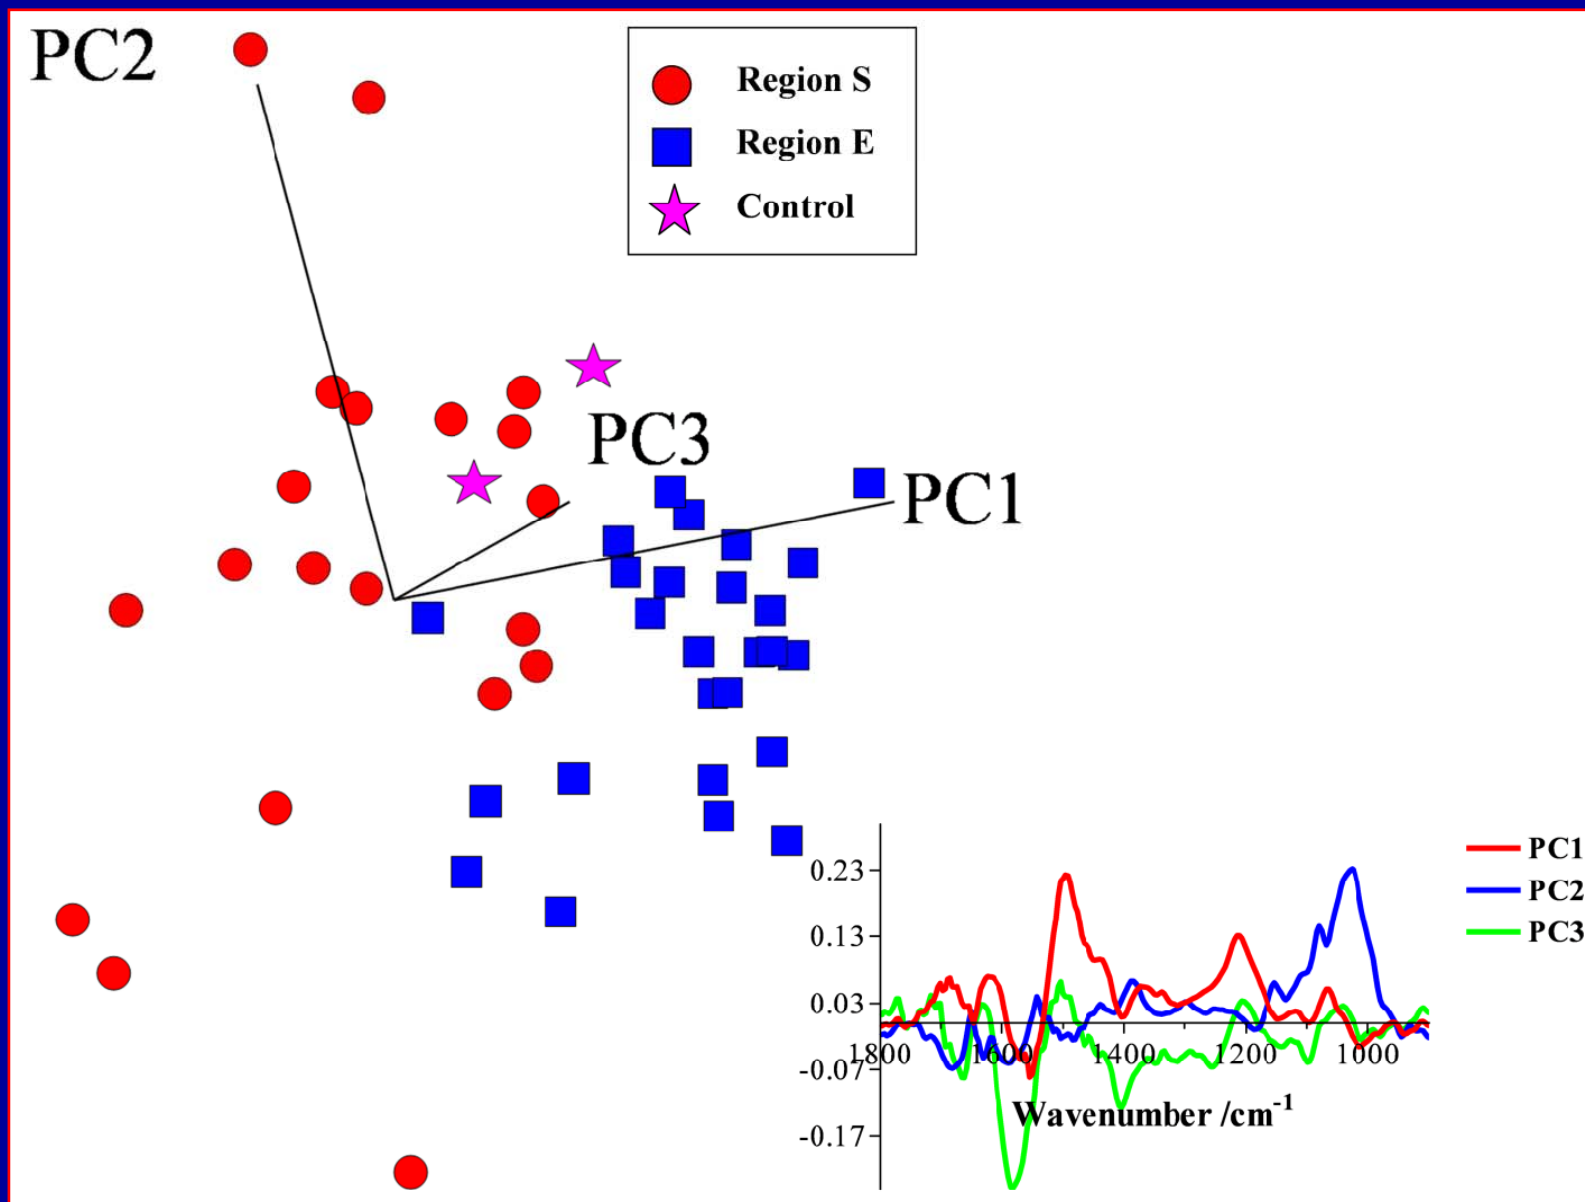 PC2
Region S
Region E
Control
PC3
PC1
0.23
0.13
0.03
-0.07
-0.17
1800 1600 1400 1200 1000
Wavenumber /cm-1
PC1
PC2
PC3